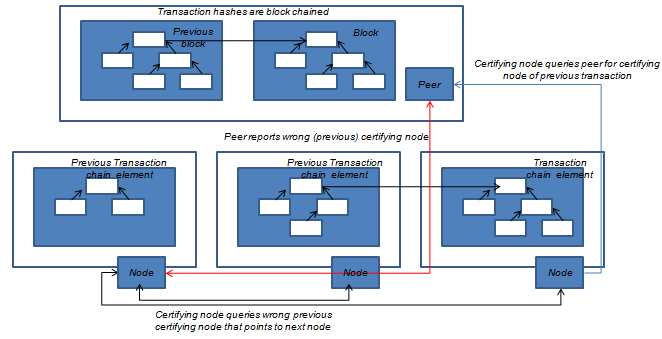 Transaction hashes are block chained
Previous
block
Block
Peer
Certifying node queries peer for certifying
node of previous transaction
Peer reports wrong (previous) certifying node
Previous Transaction
chain element
Previous Transaction
chain element
Transaction
chain element
Node
Node
Node
Certifying node queries wrong previous
certifying node that points to next node